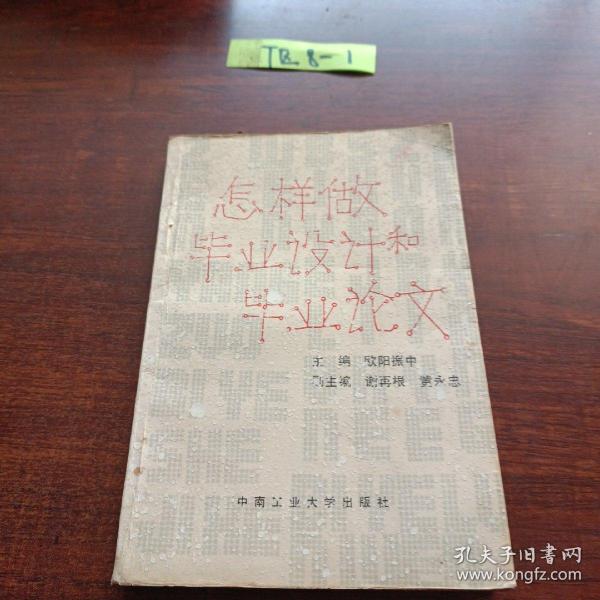 TB 8-1
怎样做
毕业设计和
毕业论文
主 编 欧阳振中
副主编 谢再根 黄永忠
中南工业大学出版社
孔夫子旧书网
www.kongfz.com